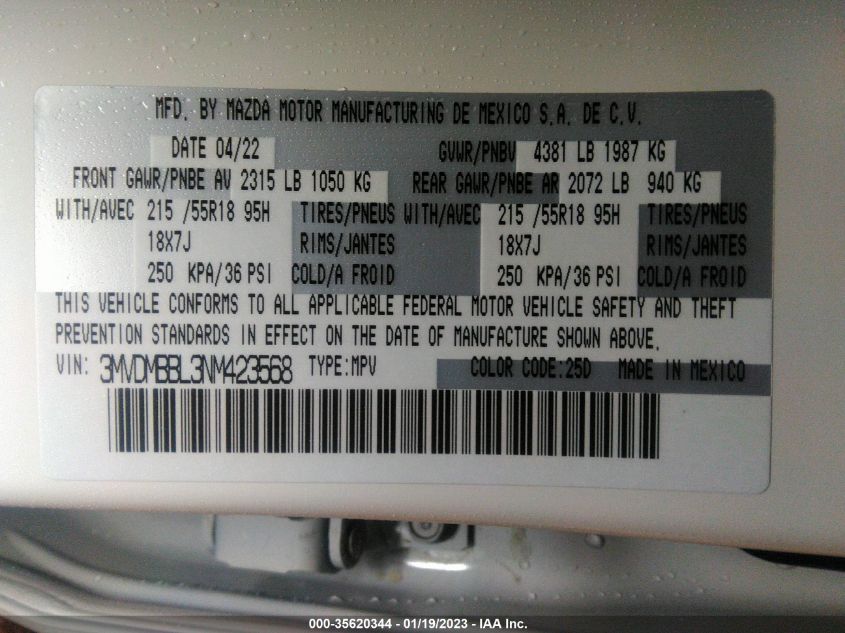 MFD. BY MAZDA MOTOR MANUFACTURING DE MEXICO S.A. DE C.V.
DATE 04/22 GVWR/PNBV 4381 LB 1987 KG
FRONT GAWR/PNBE AV 2315 LB 1050 KG REAR GAWR/PNBE AR 2072 LB 940 KG
WITH/AVEC 215 /55R18 95H TIRES/PNEUS WITH/AVEC 215 /55R18 95H TIRES/PNEUS
18X7J RIMS/JANTES 18X7J RIMS/JANTES
250 KPA/36 PSI COLD/A FROID 250 KPA/36 PSI COLD/A FROID
THIS VEHICLE CONFORMS TO ALL APPLICABLE FEDERAL MOTOR VEHICLE SAFETY AND THEFT
PREVENTION STANDARDS IN EFFECT ON THE DATE OF MANUFACTURE SHOWN ABOVE.
VIN: 3MVDMBBL3NM423568 TYPE:MPV COLOR CODE:25D MADE IN MEXICO
000-35620344 - 01/19/2023 - IAA Inc.